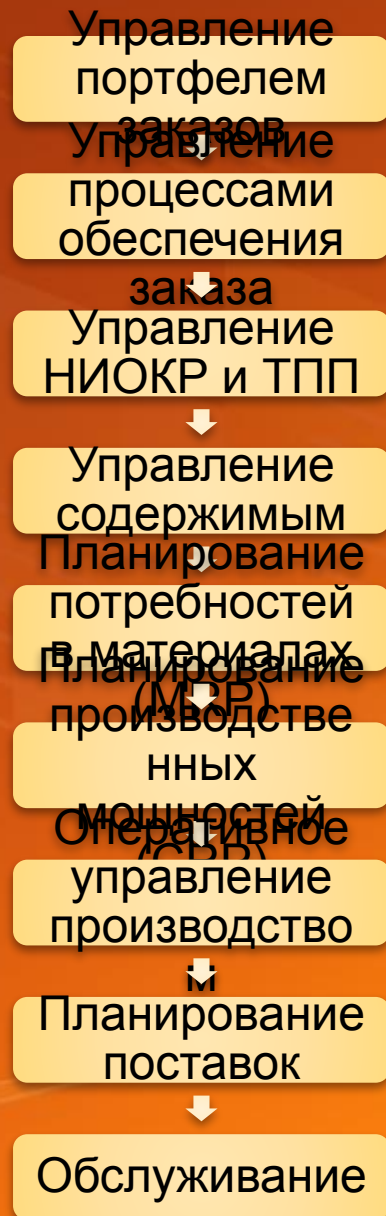 Управление
портфелем
заказов
Управление
процессами
обеспечения
заказа
Управление
НИОКР и ТПП
Управление
содержимым
Планирование
потребностей
в материалах
(MRP)
Планирование
производстве
нных
мощностей
(CRP)
Оперативное
управление
производство
м
Планирование
поставок
Обслуживание